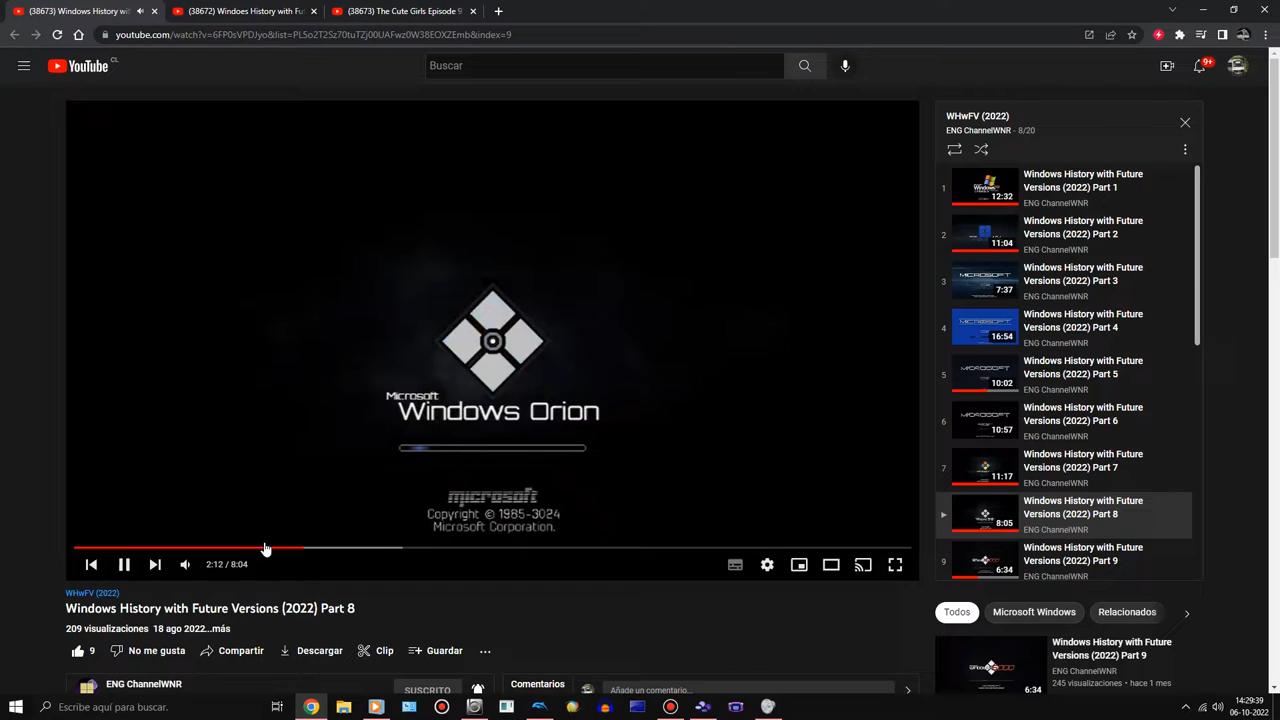 (38673) Windows History wit
(38672) Windoes History with Fu
(38673) The Cute Girls Episode 9
youtube.com/watch?v=6FP0sVPDJyo&list=PLSo2T2Sz70tuTZj00UAFwz0W38EOXZEmb&index=9
YouTube CL
Buscar
9+
Microsoft
Windows Orion
microsoft
Copyright © 1985-3024
Microsoft Corporation.
2:12 / 8:04
WHwFV (2022)
Windows History with Future Versions (2022) Part 8
209 visualizaciones 18 ago 2022...más
9
No me gusta
Compartir
Descargar
Clip
Guardar
ENG ChannelWNR
SUSCRITO
Comentarios
Añade un comentario...
WHwFV (2022)
ENG ChannelWNR - 8/20
1
12:32
Windows History with Future
Versions (2022) Part 1
ENG ChannelWNR
2
11:04
Windows History with Future
Versions (2022) Part 2
ENG ChannelWNR
3
MICROSOFT
7:37
Windows History with Future
Versions (2022) Part 3
ENG ChannelWNR
4
MICROSOFT
16:54
Windows History with Future
Versions (2022) Part 4
ENG ChannelWNR
5
MICROSOFT
10:02
Windows History with Future
Versions (2022) Part 5
ENG ChannelWNR
6
MICROSOFT
10:57
Windows History with Future
Versions (2022) Part 6
ENG ChannelWNR
7
11:17
Windows History with Future
Versions (2022) Part 7
ENG ChannelWNR
8:05
Windows History with Future
Versions (2022) Part 8
ENG ChannelWNR
9
6:34
Windows History with Future
Versions (2022) Part 9
ENG ChannelWNR
Todos
Microsoft Windows
Relacionados
6:34
Windows History with Future
Versions (2022) Part 9
ENG ChannelWNR
245 visualizaciones • hace 1 mes
Escribe aquí para buscar.
14:29:39
06-10-2022